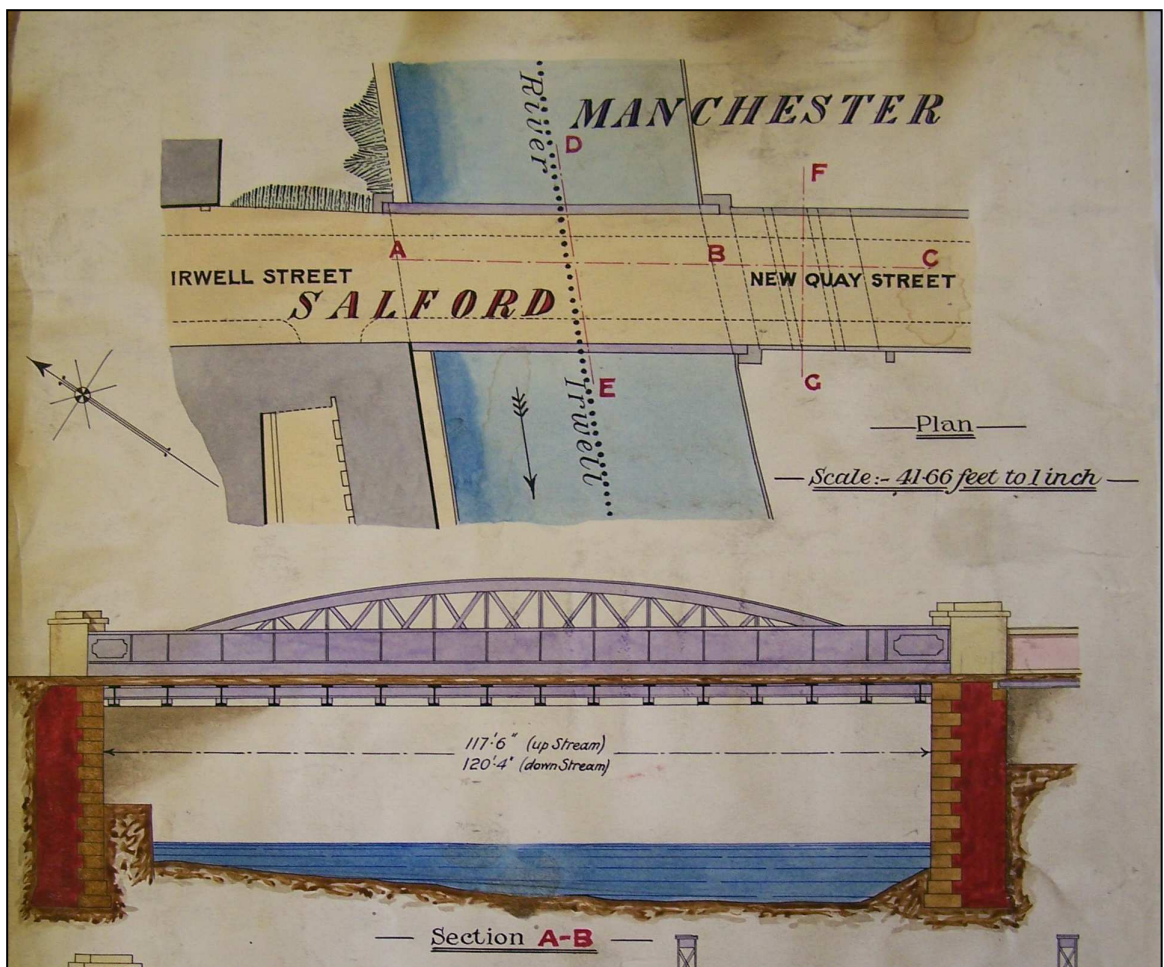 MANCHESTER
River
D
F
A
B
C
IRWELL STREET
NEW QUAY STREET
SALFORD
E
G
Irwell
Plan
Scale:- 41·66 feet to 1 inch
117'·6" (up Stream)
120'·4" (down Stream)
Section A-B